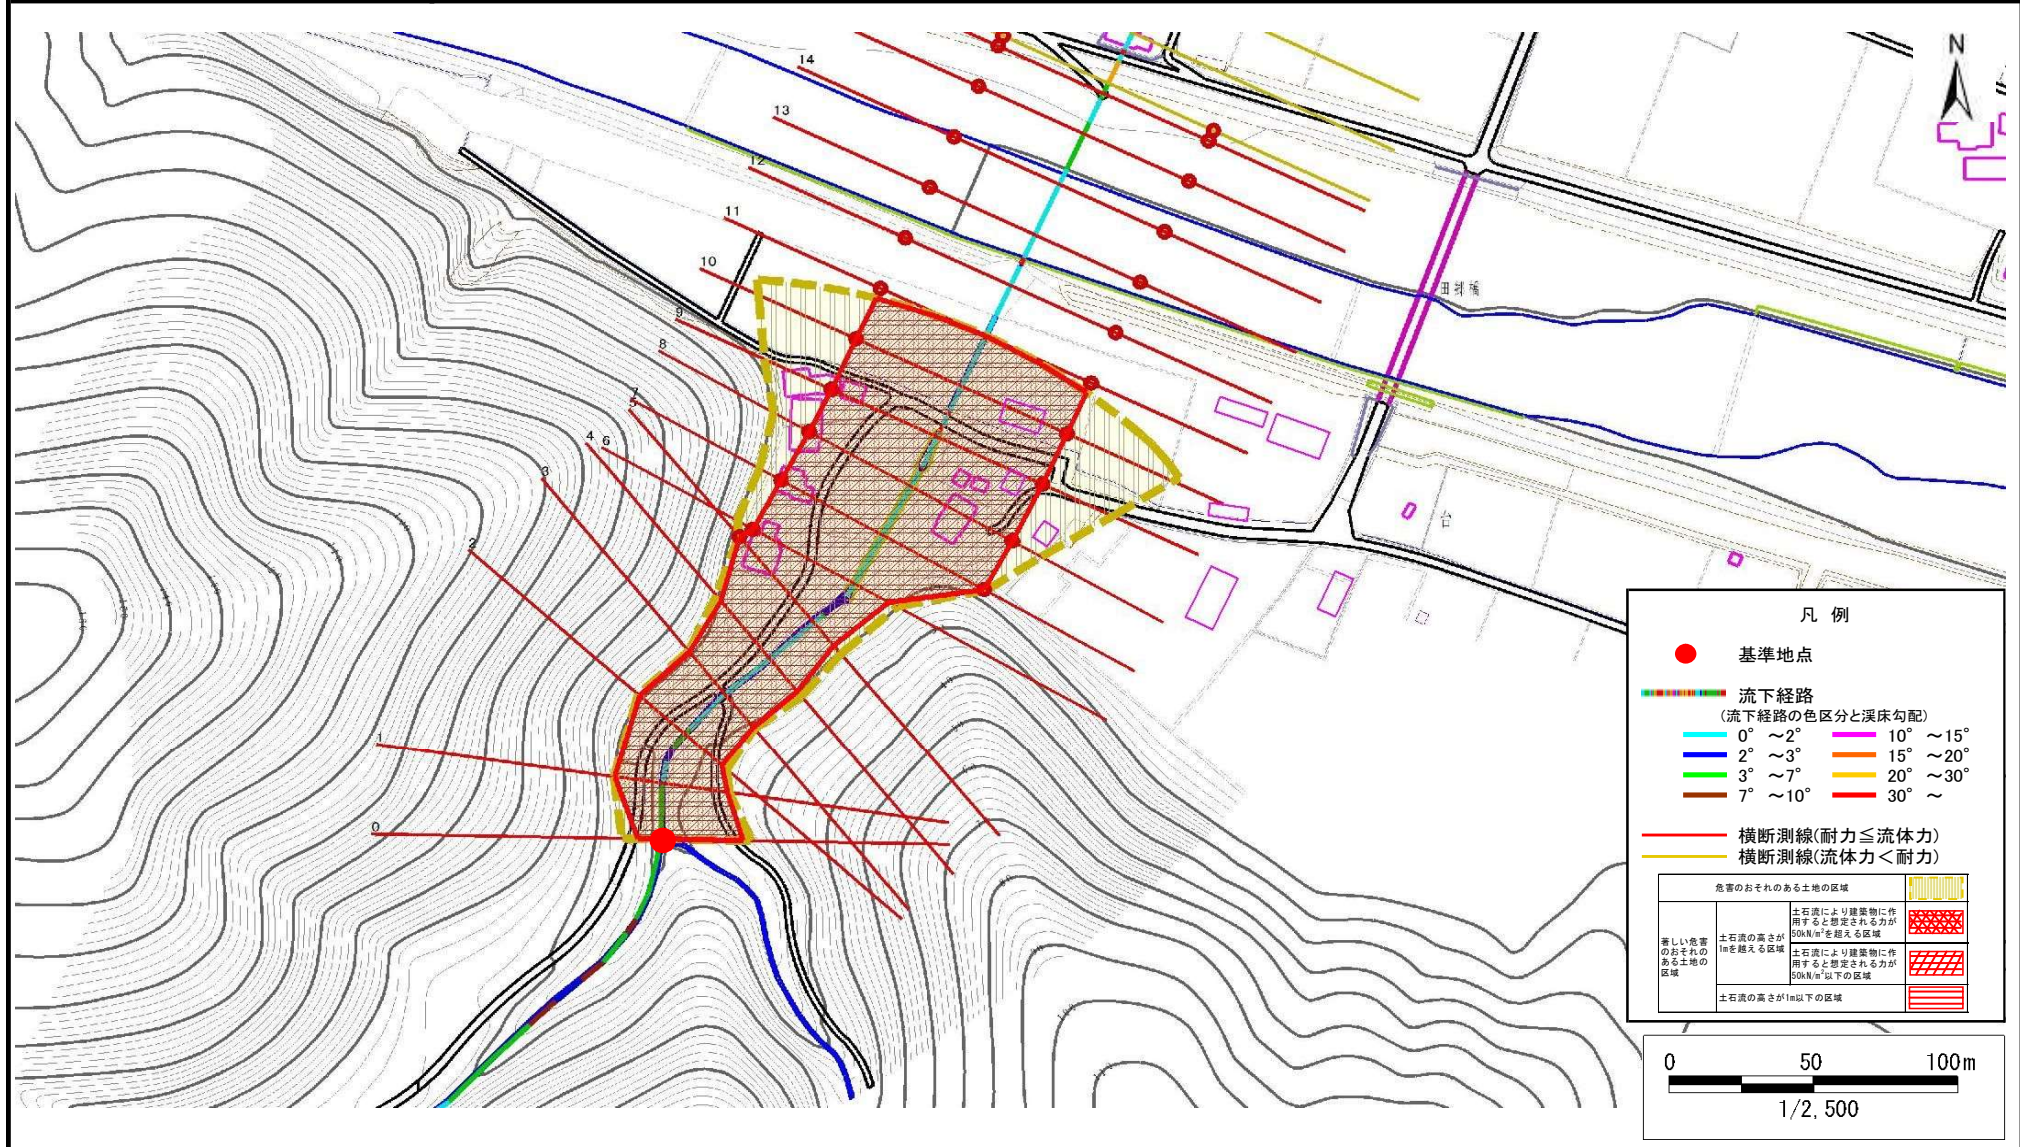 N
14
13
12
11
10
9
8
7
5
4 6
3
2
1
0
田郷橋
台
凡 例
基準地点
流下経路
(流下経路の色区分と渓床勾配)
0° ～2° 10° ～15°
2° ～3° 15° ～20°
3° ～7° 20° ～30°
7° ～10° 30° ～
横断測線(耐力≦流体力)
横断測線(流体力＜耐力)
危害のおそれのある土地の区域
著しい危害
のおそれの
ある土地の
区域
土石流の高さが
1mを越える区域
土石流により建築物に作
用すると想定される力が
50kN/m²を超える区域
土石流により建築物に作
用すると想定される力が
50kN/m²以下の区域
土石流の高さが1m以下の区域
0 50 100m
1/2,500